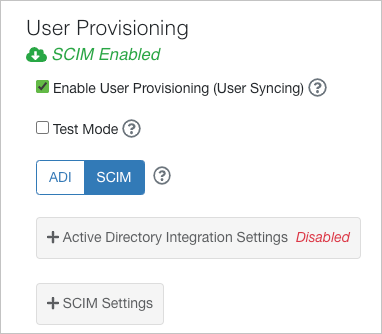 User Provisioning
SCIM Enabled
Enable User Provisioning (User Syncing) ?
Test Mode ?
ADI SCIM ?
+ Active Directory Integration Settings Disabled
+ SCIM Settings